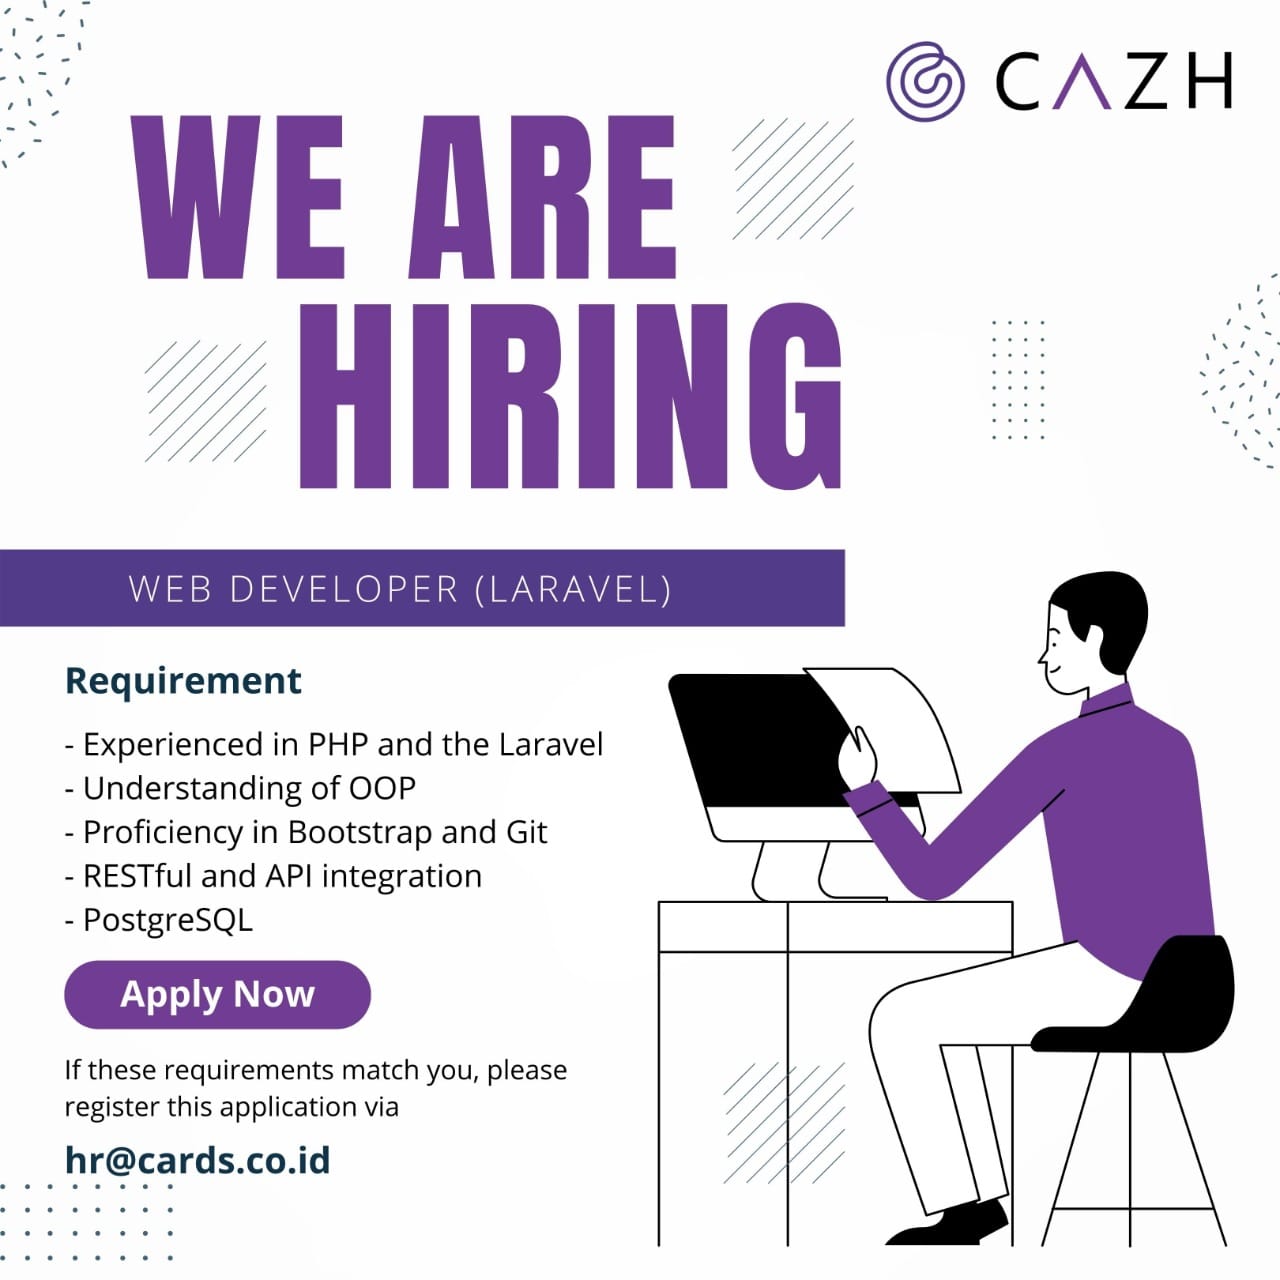 CAZH
WE ARE
HIRING
WEB DEVELOPER (LARAVEL)
Requirement
- Experienced in PHP and the Laravel
- Understanding of OOP
- Proficiency in Bootstrap and Git
- RESTful and API integration
- PostgreSQL
Apply Now
If these requirements match you, please
register this application via
hr@cards.co.id